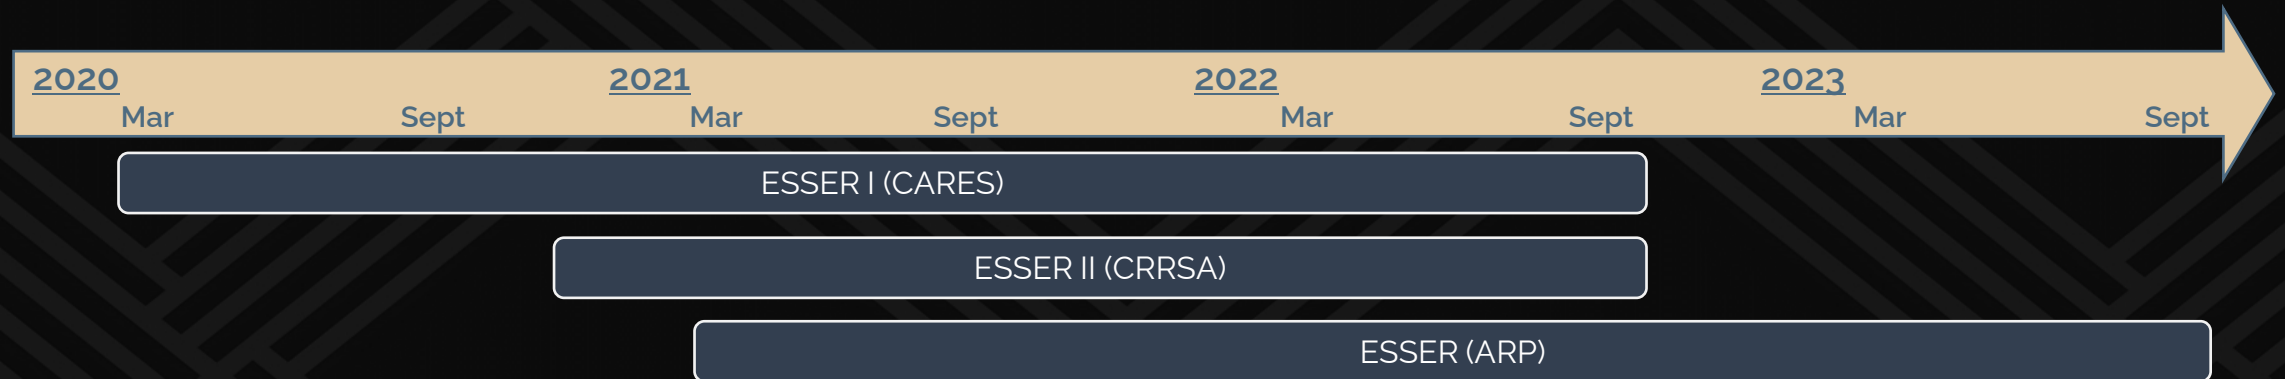 2020 2021 2022 2023
Mar Sept Mar Sept Mar Sept Mar Sept
ESSER I (CARES)
ESSER II (CRRSA)
ESSER (ARP)